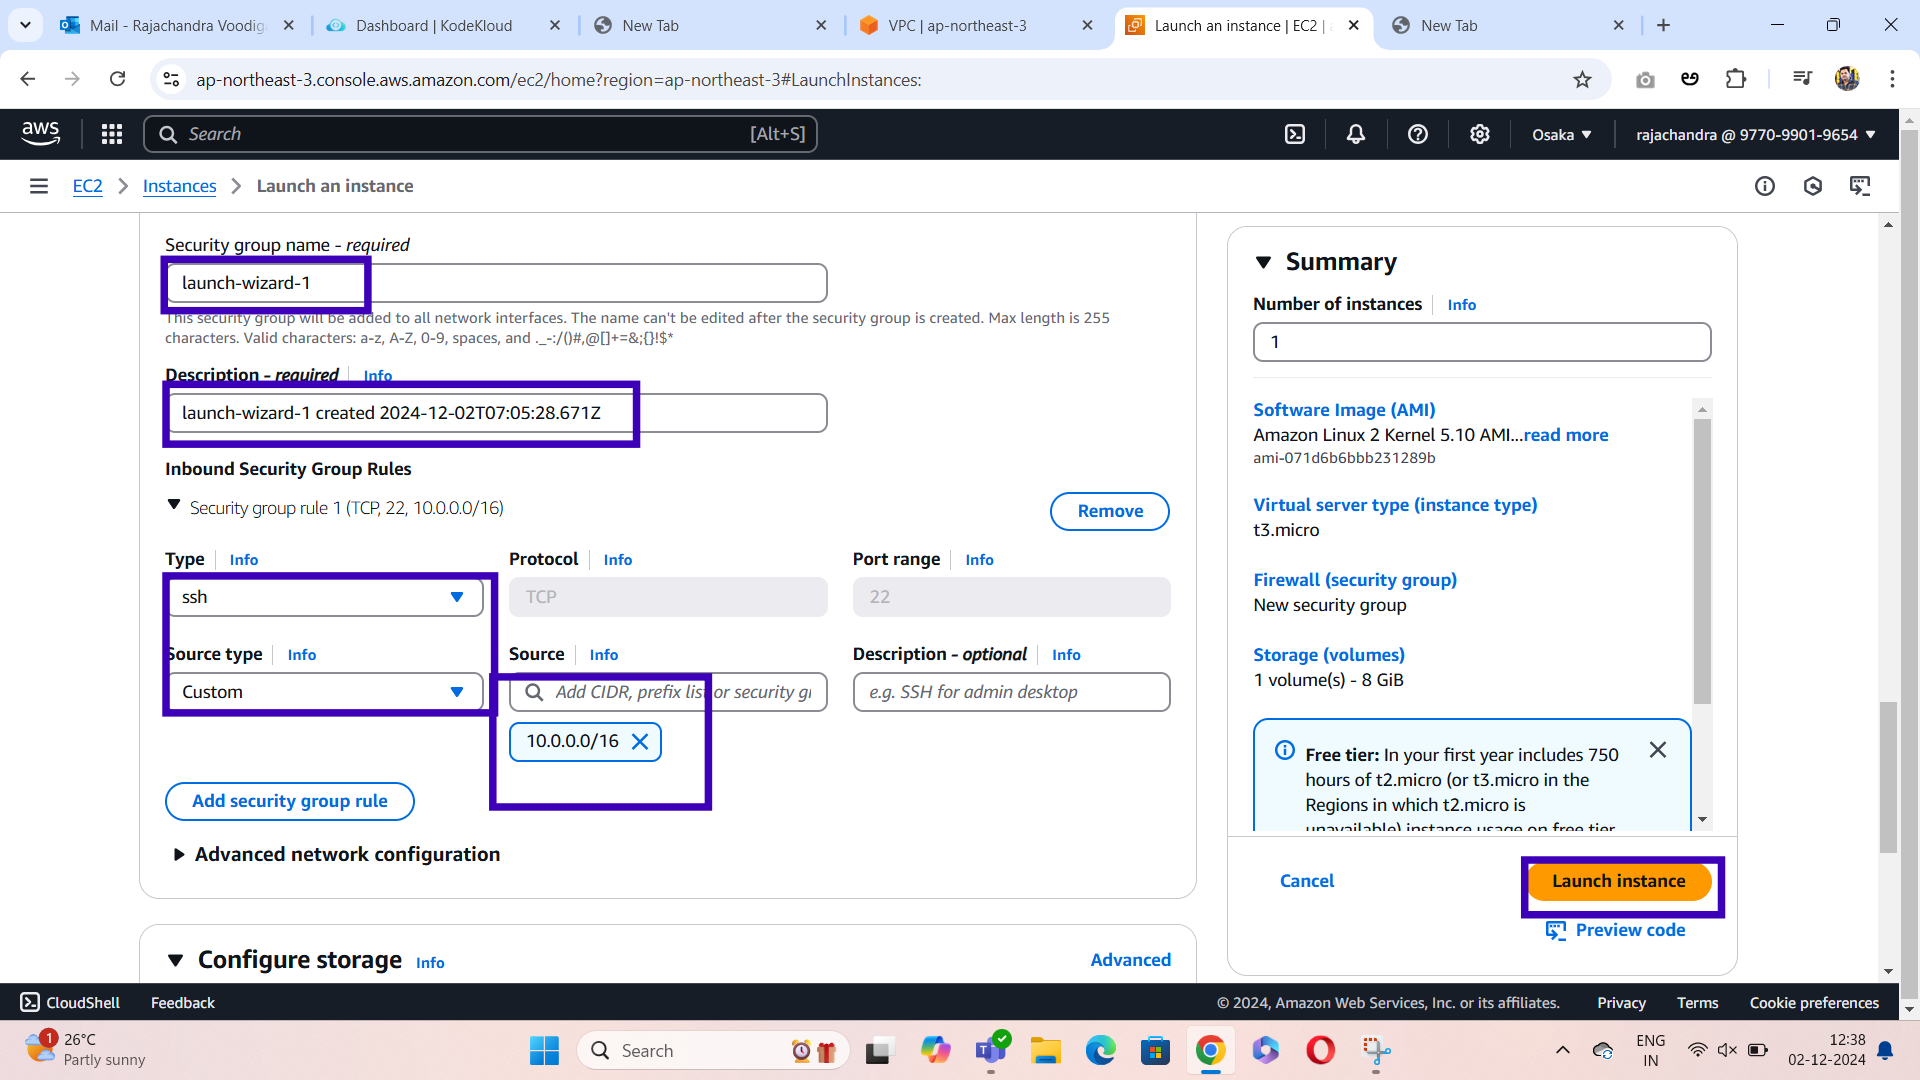 Mail - Rajachandra Voodig
Dashboard | KodeKloud
New Tab
VPC | ap-northeast-3
Launch an instance | EC2 |
New Tab
ap-northeast-3.console.aws.amazon.com/ec2/home?region=ap-northeast-3#LaunchInstances:
aws
Search
[Alt+S]
Osaka
rajachandra @ 9770-9901-9654
EC2
Instances
Launch an instance
Security group name - required
launch-wizard-1
This security group will be added to all network interfaces. The name can't be edited after the security group is created. Max length is 255
characters. Valid characters: a-z, A-Z, 0-9, spaces, and ._-:/()#,@[]+=&;{}!$*
Description - required
Info
launch-wizard-1 created 2024-12-02T07:05:28.671Z
Inbound Security Group Rules
Security group rule 1 (TCP, 22, 10.0.0.0/16)
Remove
Type
Info
Protocol
Info
Port range
Info
ssh
TCP
22
Source type
Info
Source
Info
Description - optional
Info
Custom
Add CIDR, prefix list or security gr
e.g. SSH for admin desktop
10.0.0.0/16
Add security group rule
Advanced network configuration
Configure storage
Info
Advanced
Summary
Number of instances
Info
1
Software Image (AMI)
Amazon Linux 2 Kernel 5.10 AMI...read more
ami-071d6b6bbb231289b
Virtual server type (instance type)
t3.micro
Firewall (security group)
New security group
Storage (volumes)
1 volume(s) - 8 GiB
Free tier: In your first year includes 750
hours of t2.micro (or t3.micro in the
Regions in which t2.micro is
unavailable) instance usage on free tier
Cancel
Launch instance
Preview code
CloudShell
Feedback
© 2024, Amazon Web Services, Inc. or its affiliates.
Privacy
Terms
Cookie preferences
1
26°C
Partly sunny
Search
ENG
IN
12:38
02-12-2024